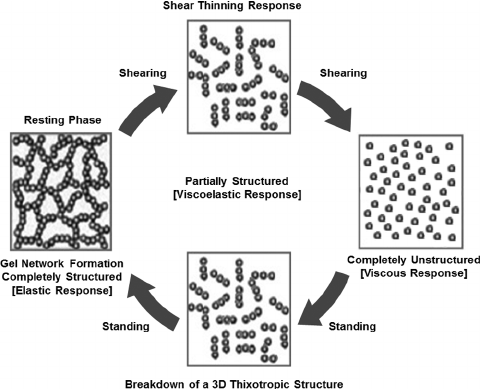 Shear Thinning Response
Shearing
Shearing
Resting Phase
Partially Structured
[Viscoelastic Response]
Gel Network Formation
Completely Structured
[Elastic Response]
Completely Unstructured
[Viscous Response]
Standing
Standing
Breakdown of a 3D Thixotropic Structure